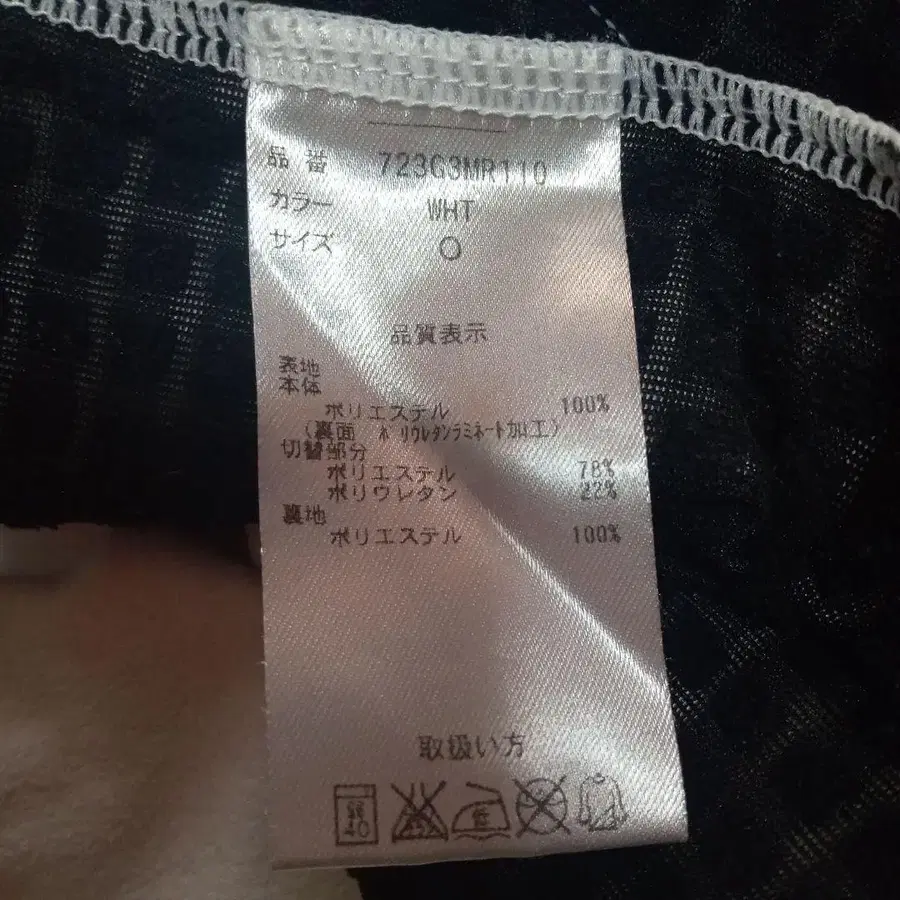 品番 723G3MR110
カラー WHT
サイズ O
品質表示
表地
本体
ポリエステル 100%
(裏面 ポリウレタンラミネート加工)
切替部分
ポリエステル 78%
ポリウレタン 22%
裏地
ポリエステル 100%
取扱い方
低